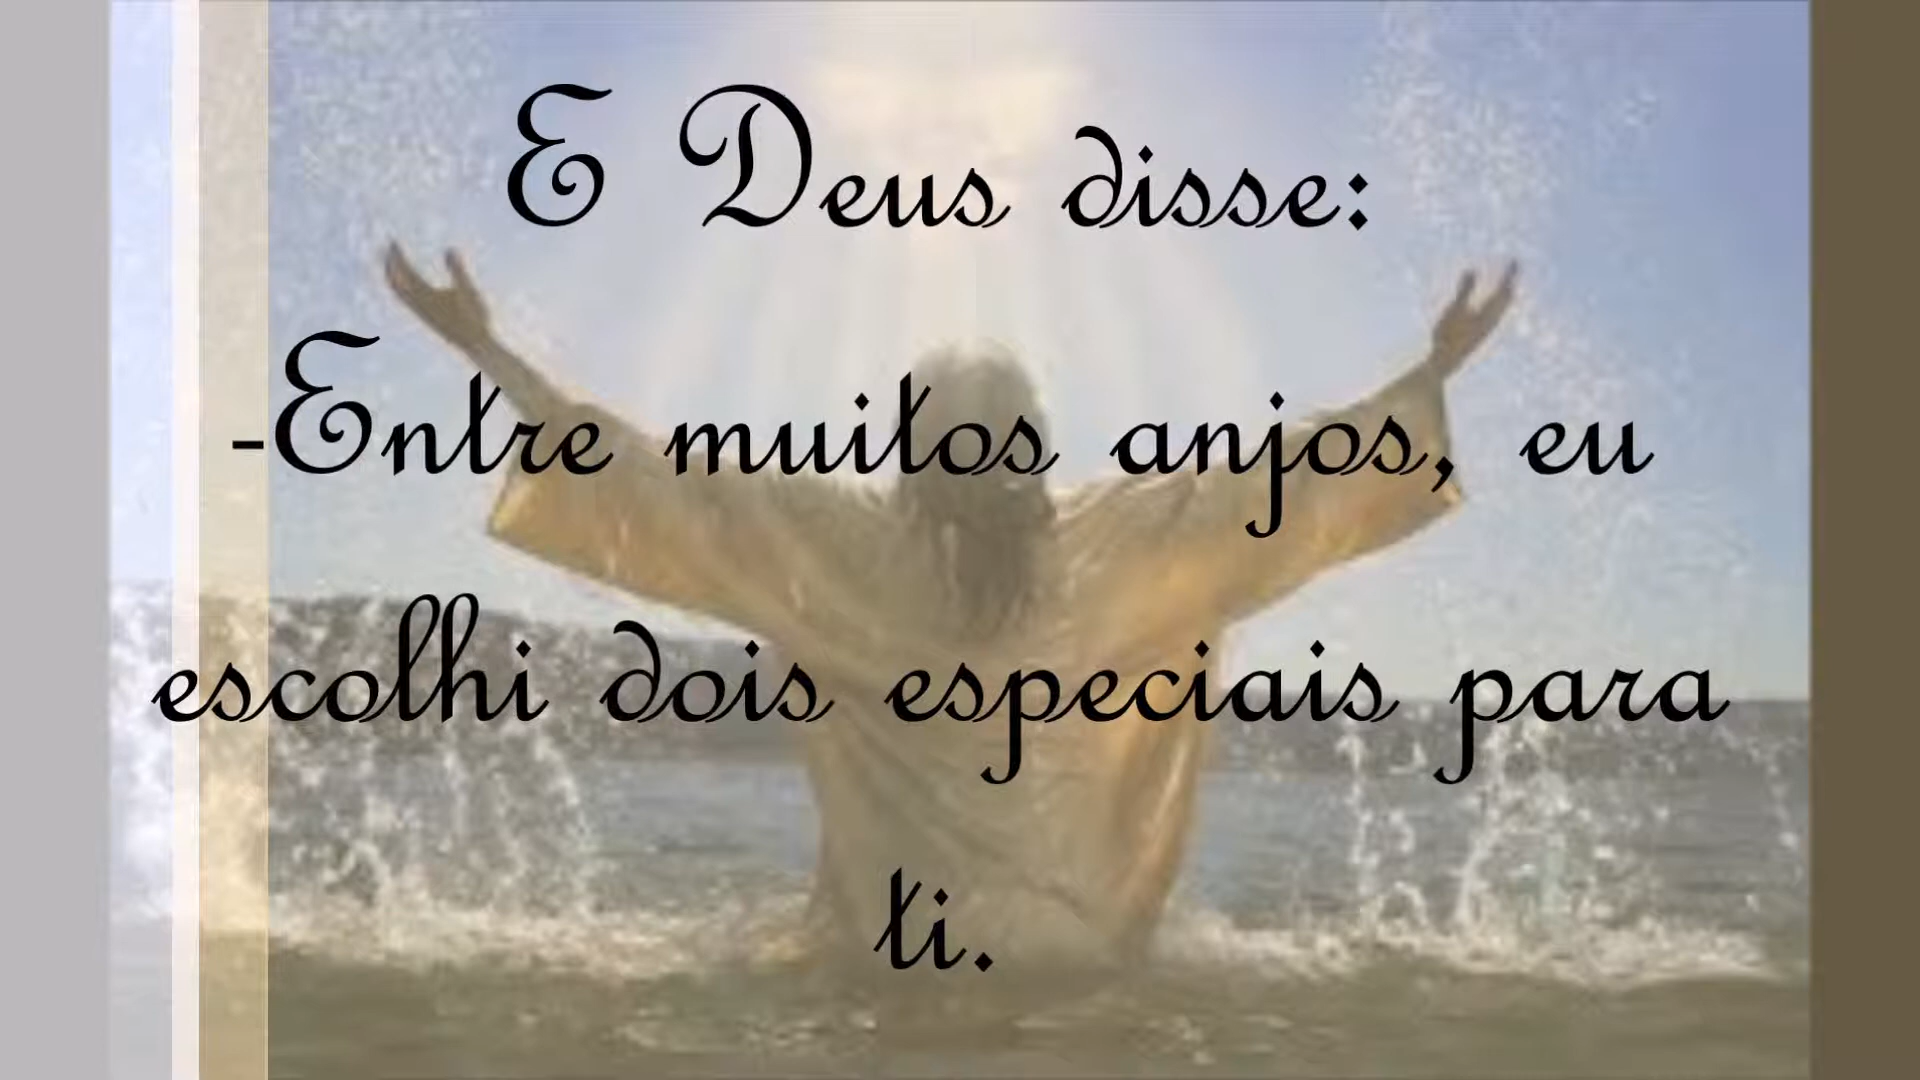 E Deus disse:
-Entre muitos anjos, eu
escolhi dois especiais para
ti.